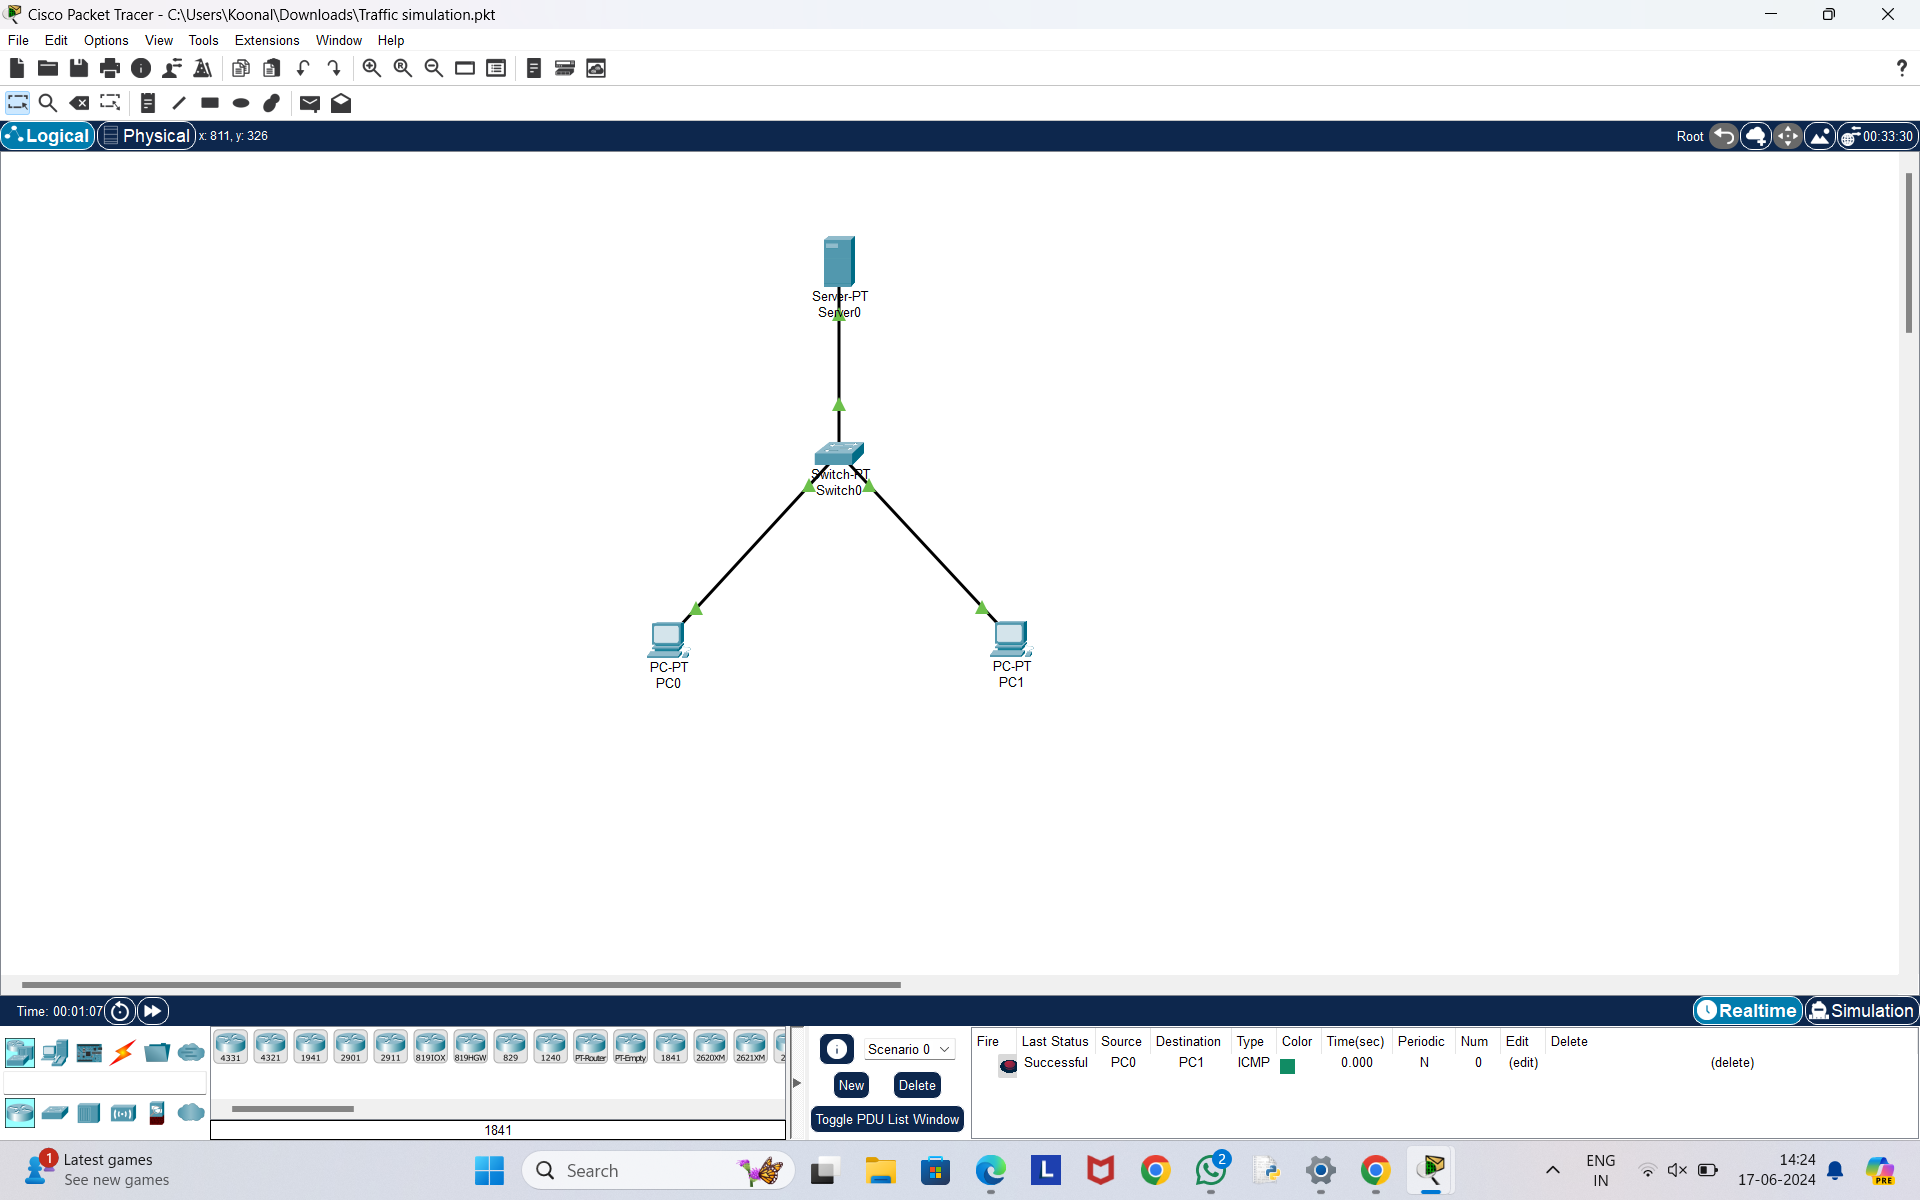 Cisco Packet Tracer - C:\Users\Koonal\Downloads\Traffic simulation.pkt
File Edit Options View Tools Extensions Window Help
Logical Physical x: 811, y: 326 Root 00:33:30
Server-PT
Server0
Switch-PT
Switch0
PC-PT
PC0
PC-PT
PC1
Time: 00:01:07 Realtime Simulation
4331 4321 1941 2901 2911 819IOX 819HGW 829 1240 PT-Router PT-Empty 1841 2620XM 2621XM 2
1841
Scenario 0
New Delete
Toggle PDU List Window
Fire Last Status Source Destination Type Color Time(sec) Periodic Num Edit Delete
Successful PC0 PC1 ICMP 0.000 N 0 (edit) (delete)
1
Latest games
See new games
Search
L
2
ENG
IN
14:24
17-06-2024
PRE